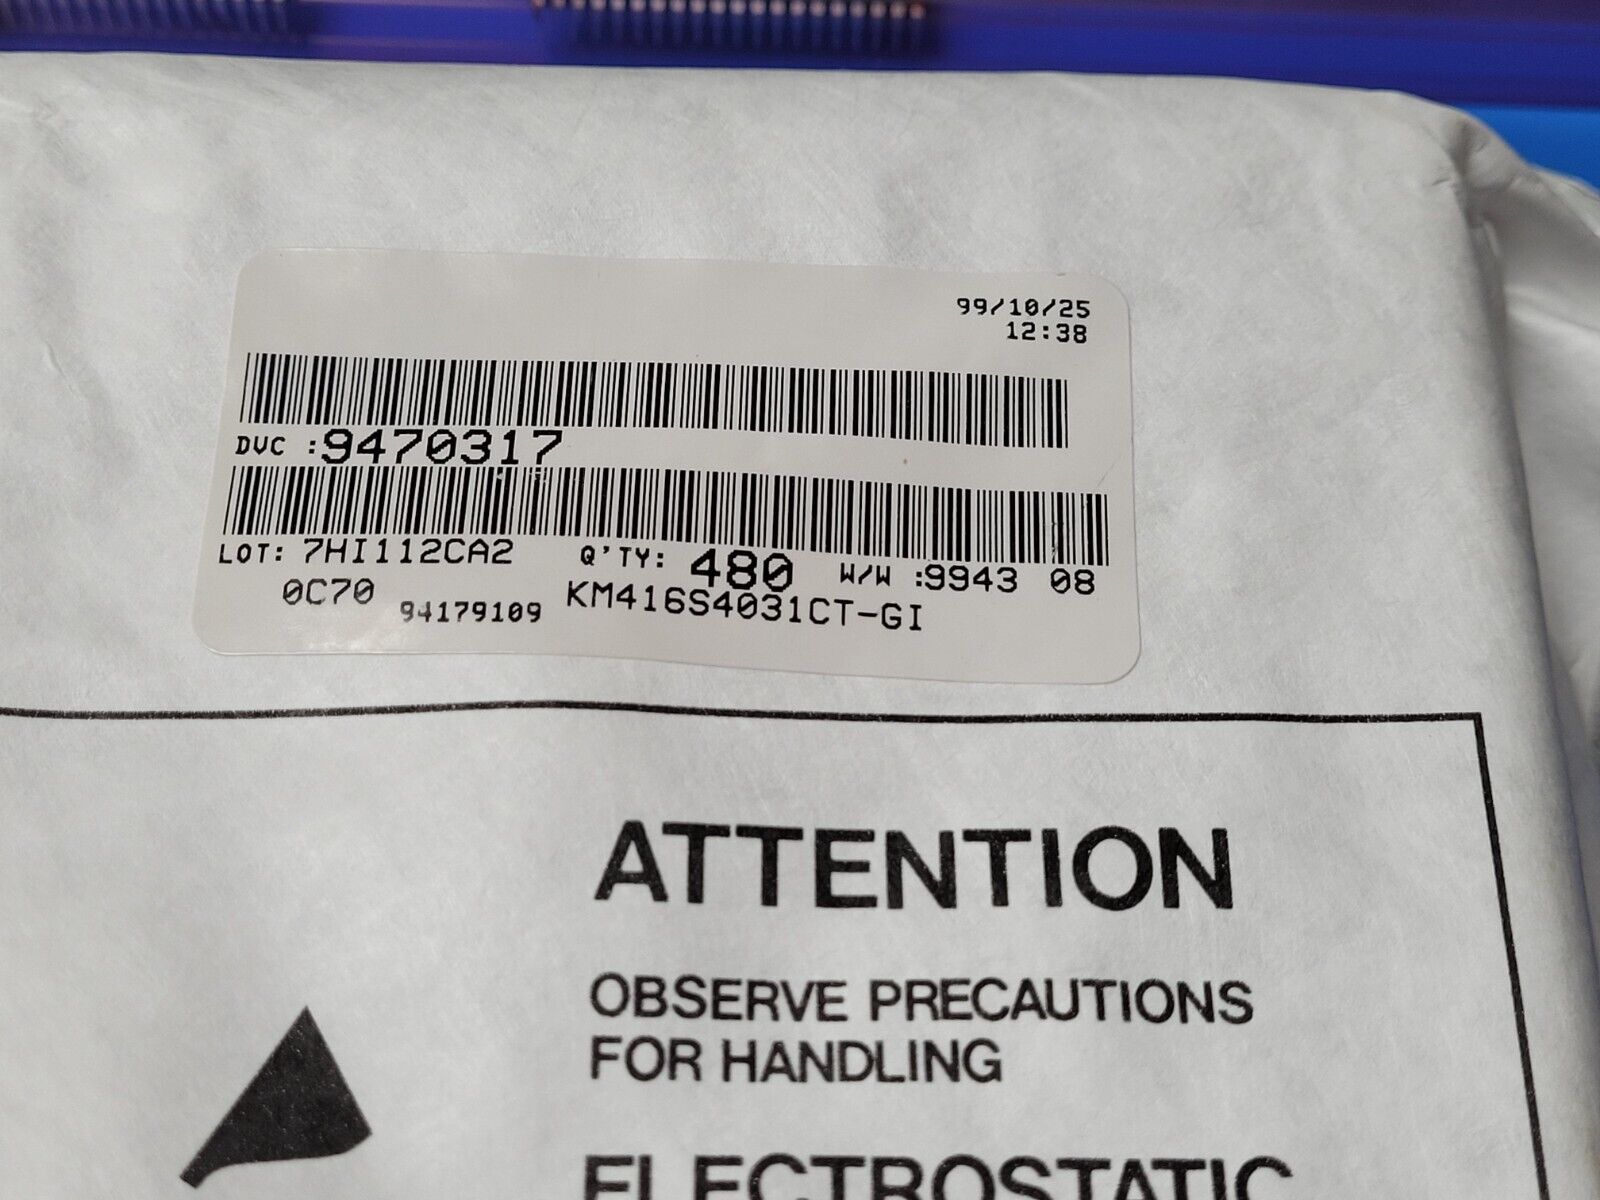 99/10/25
12:38
DVC :9470317
LOT: 7HI112CA2 Q'TY: 480 W/W :9943 08
0C70 94179109 KM416S4031CT-GI
ATTENTION
OBSERVE PRECAUTIONS
FOR HANDLING
ELECTROSTATIC